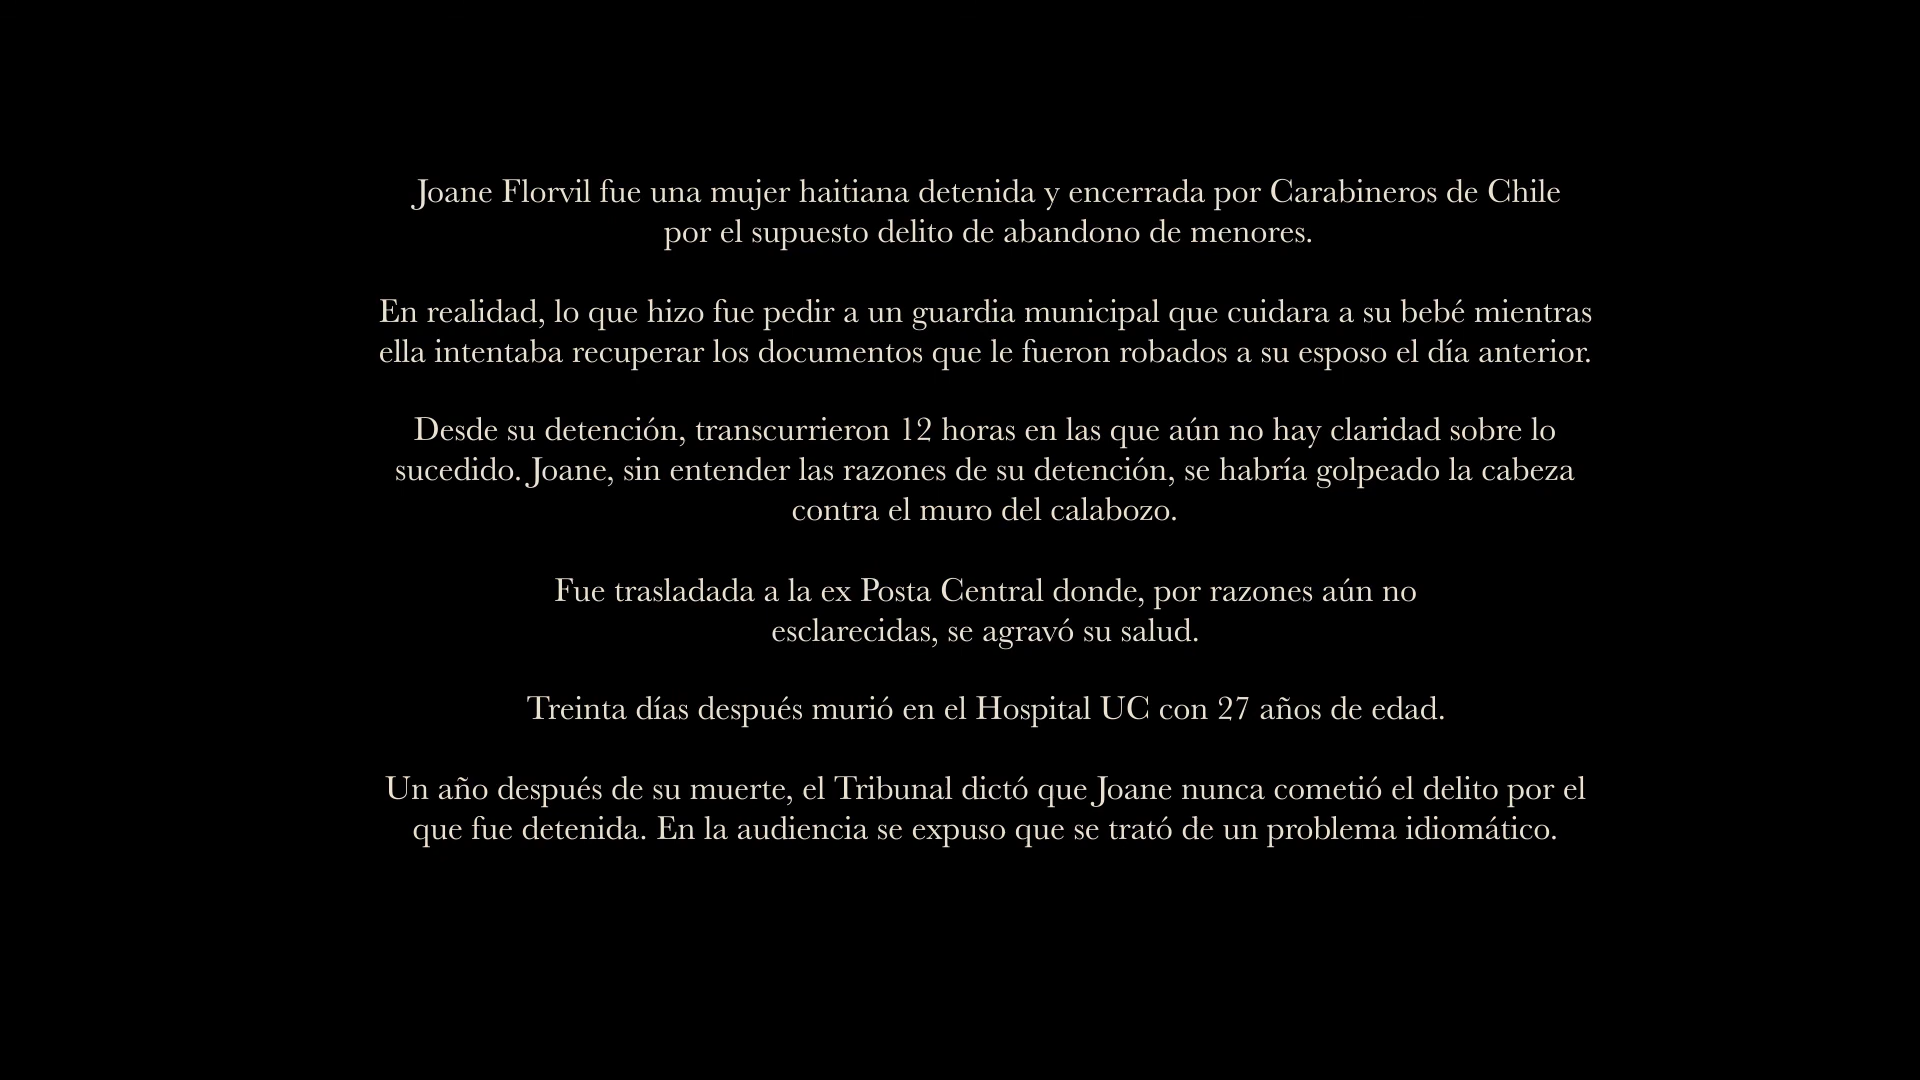 Joane Florvil fue una mujer haitiana detenida y encerrada por Carabineros de Chile
por el supuesto delito de abandono de menores.
En realidad, lo que hizo fue pedir a un guardia municipal que cuidara a su bebé mientras
ella intentaba recuperar los documentos que le fueron robados a su esposo el día anterior.
Desde su detención, transcurrieron 12 horas en las que aún no hay claridad sobre lo
sucedido. Joane, sin entender las razones de su detención, se habría golpeado la cabeza
contra el muro del calabozo.
Fue trasladada a la ex Posta Central donde, por razones aún no
esclarecidas, se agravó su salud.
Treinta días después murió en el Hospital UC con 27 años de edad.
Un año después de su muerte, el Tribunal dictó que Joane nunca cometió el delito por el
que fue detenida. En la audiencia se expuso que se trató de un problema idiomático.